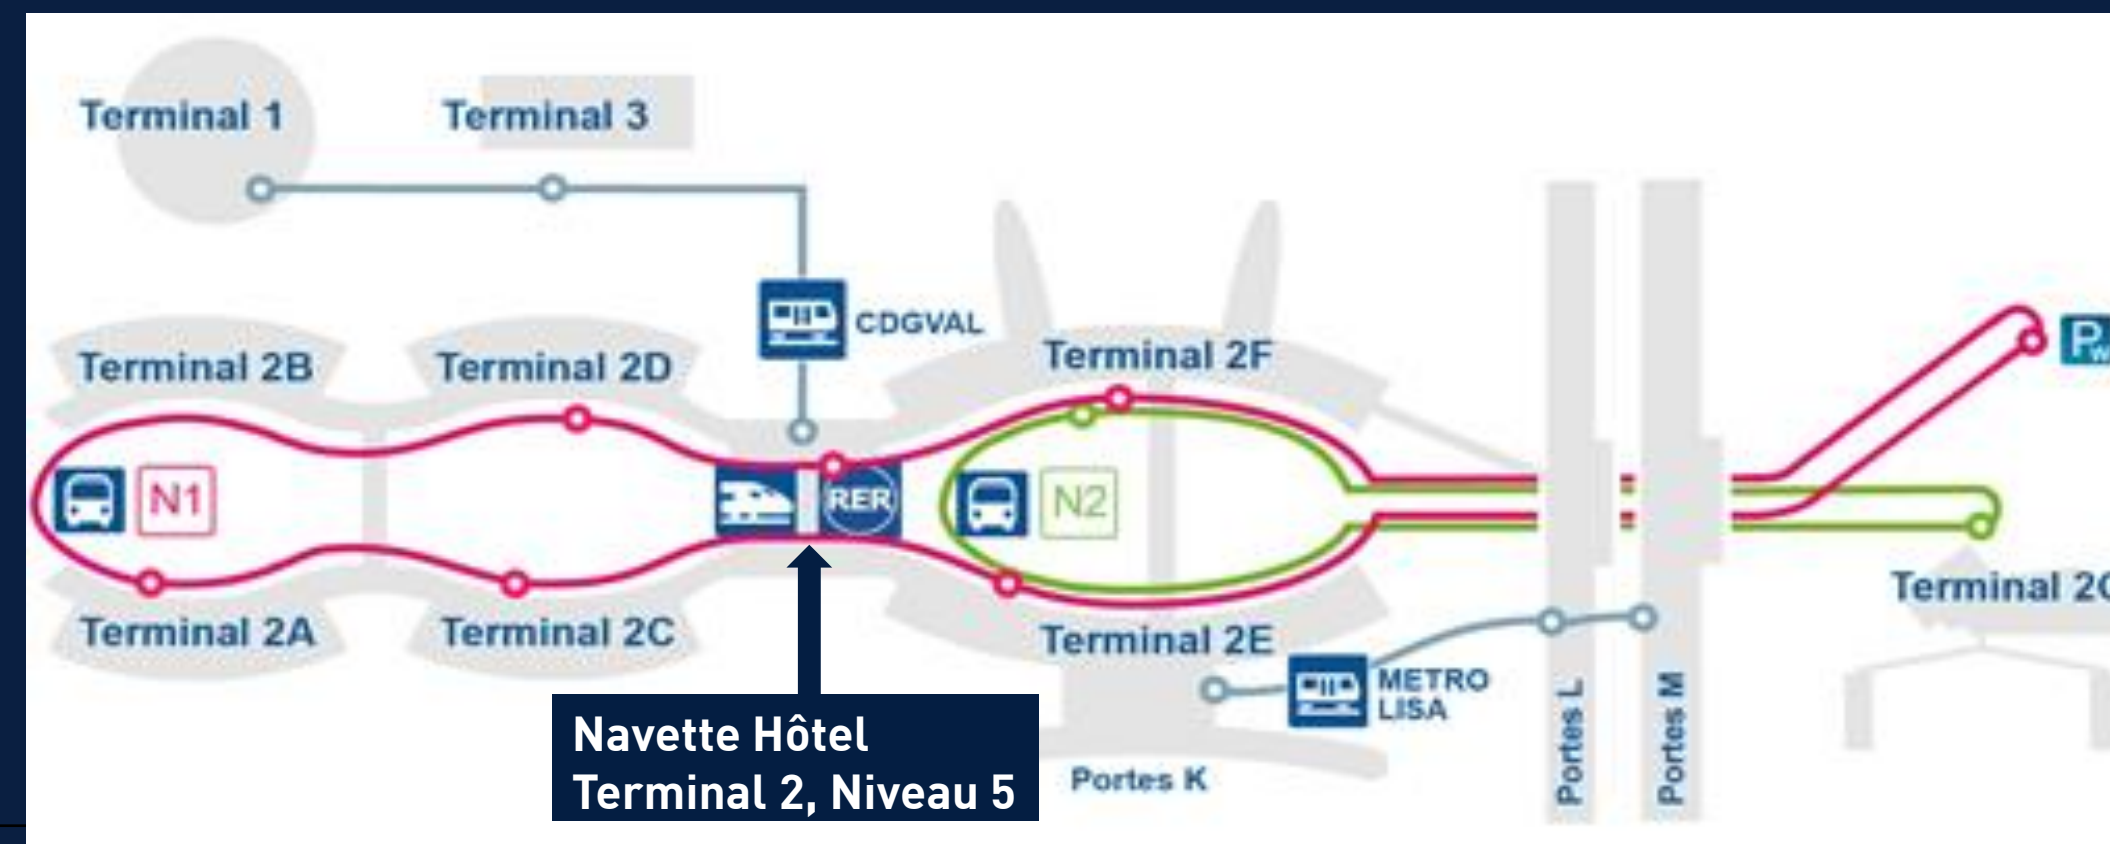 Terminal 1
Terminal 3
CDGVAL
Terminal 2B
Terminal 2D
Terminal 2F
N1
RER
N2
Terminal 2A
Terminal 2C
Terminal 2E
METRO
LISA
Portes L
Portes M
Portes K
Navette Hôtel
Terminal 2, Niveau 5
Terminal
P